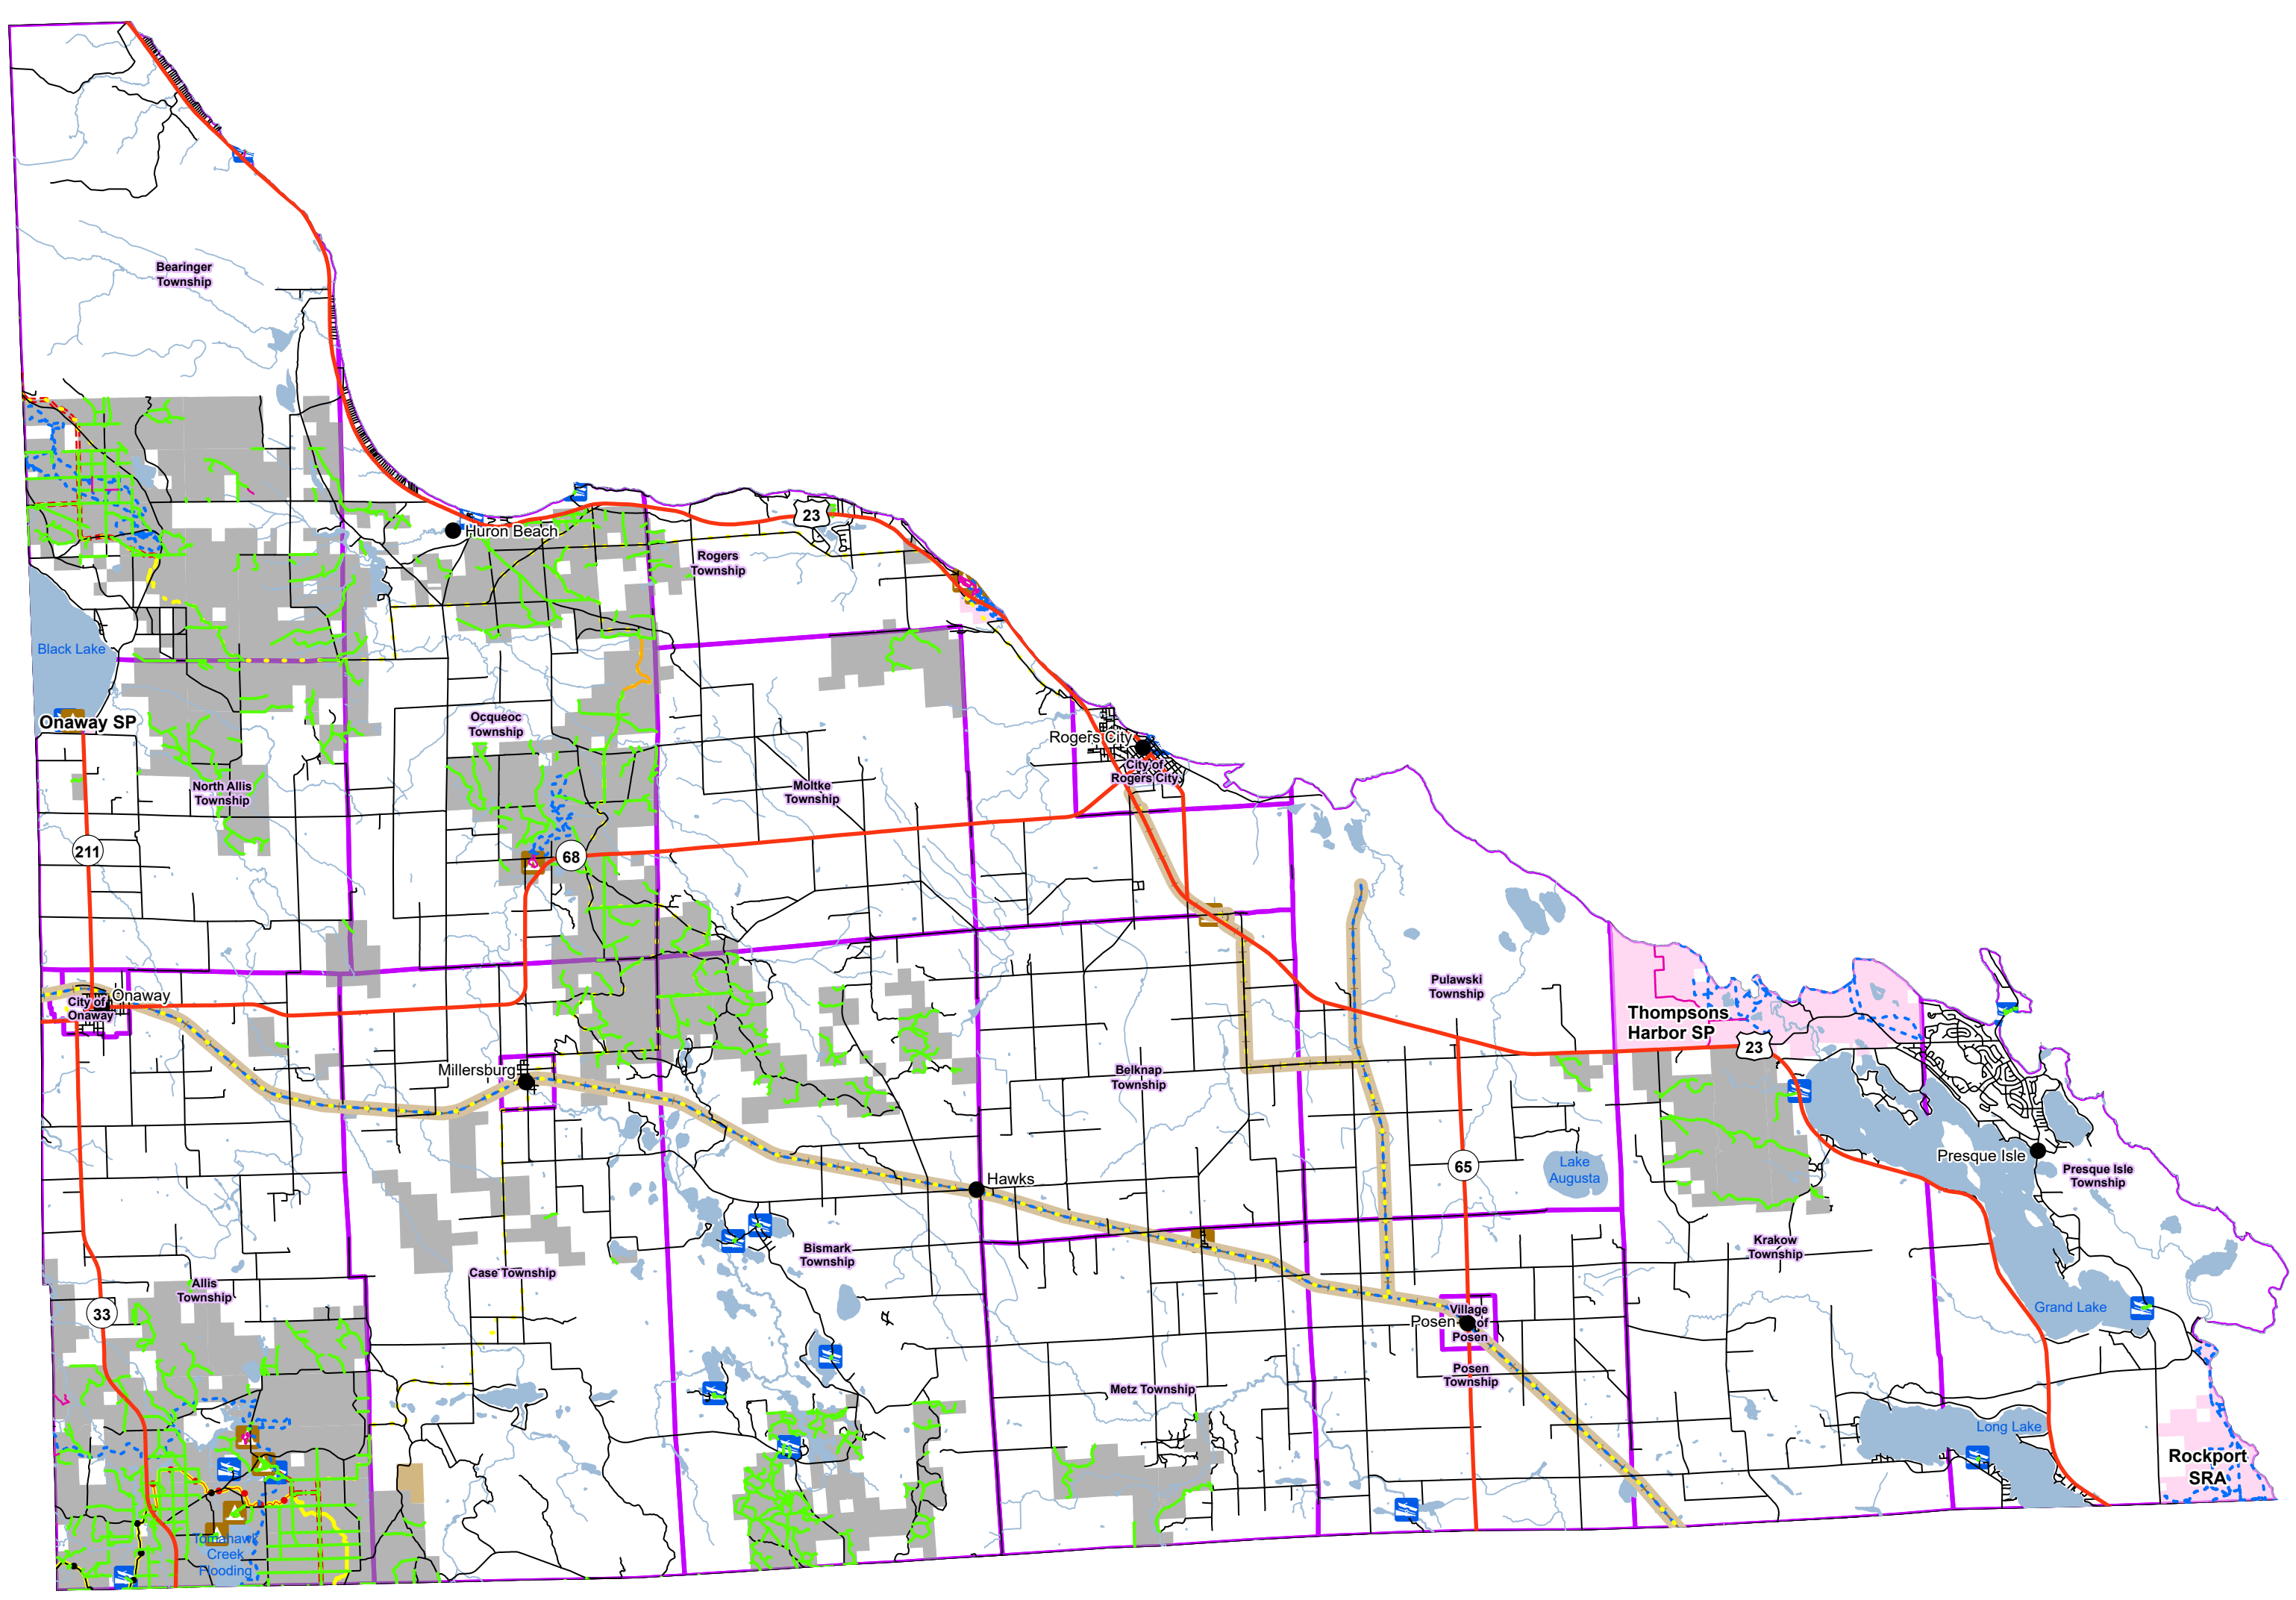 Bearinger
Township
23
Huron Beach
Rogers
Township
Black Lake
Onaway SP
Ocqueoc
Township
Rogers City
City of
Rogers City
North Allis
Township
Moltke
Township
211
68
Pulawski
Township
City of
Onaway
Onaway
Thompsons
Harbor SP
23
Millersburg
Belknap
Township
Presque Isle
Lake
Augusta
65
Hawks
Presque Isle
Township
Bismark
Township
Krakow
Township
Case Township
Allis
Township
33
Grand Lake
Village
of
Posen
Posen
Posen
Township
Metz Township
Long Lake
Rockport
SRA
Tomahawk
Creek
Flooding